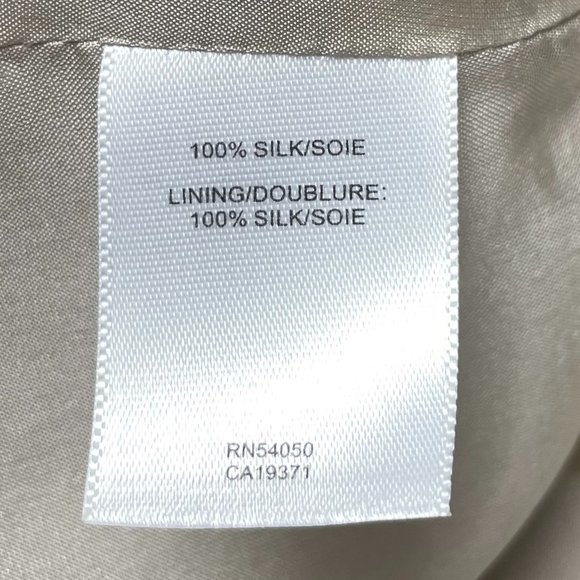 100% SILK/SOIE
LINING/DOUBLURE:
100% SILK/SOIE
RN54050
CA19371